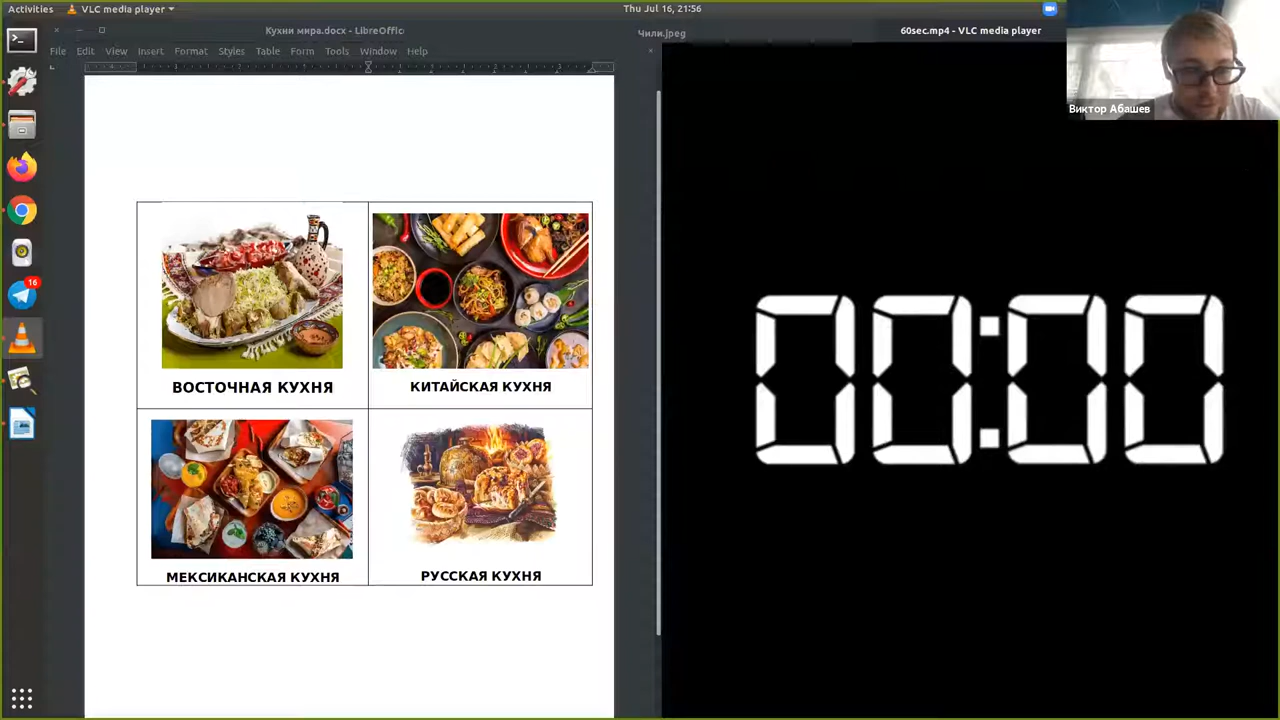 Activities
VLC media player
Thu Jul 16, 21:56
Кухни мира.docx - LibreOffic
Чили.jpeg
60sec.mp4 - VLC media player
File Edit View Insert Format Styles Table Form Tools Window Help
Виктор Абашев
ВОСТОЧНАЯ КУХНЯ
КИТАЙСКАЯ КУХНЯ
МЕКСИКАНСКАЯ КУХНЯ
РУССКАЯ КУХНЯ
00:00
16